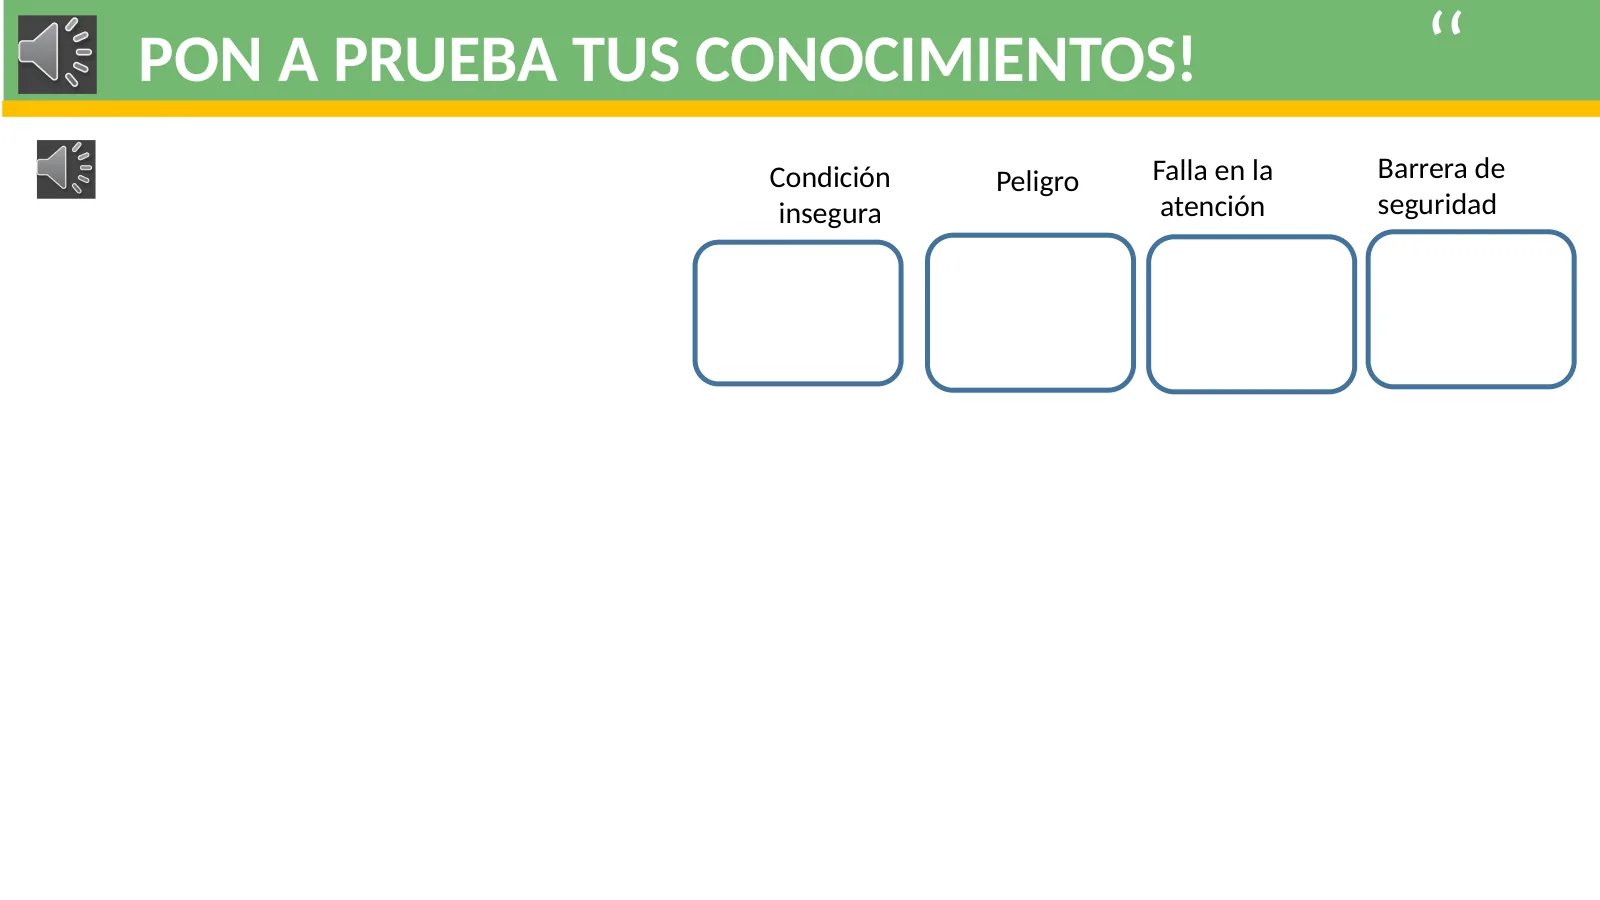 PON A PRUEBA TUS CONOCIMIENTOS!
“
Condición
insegura
Peligro
Falla en la
atención
Barrera de
seguridad